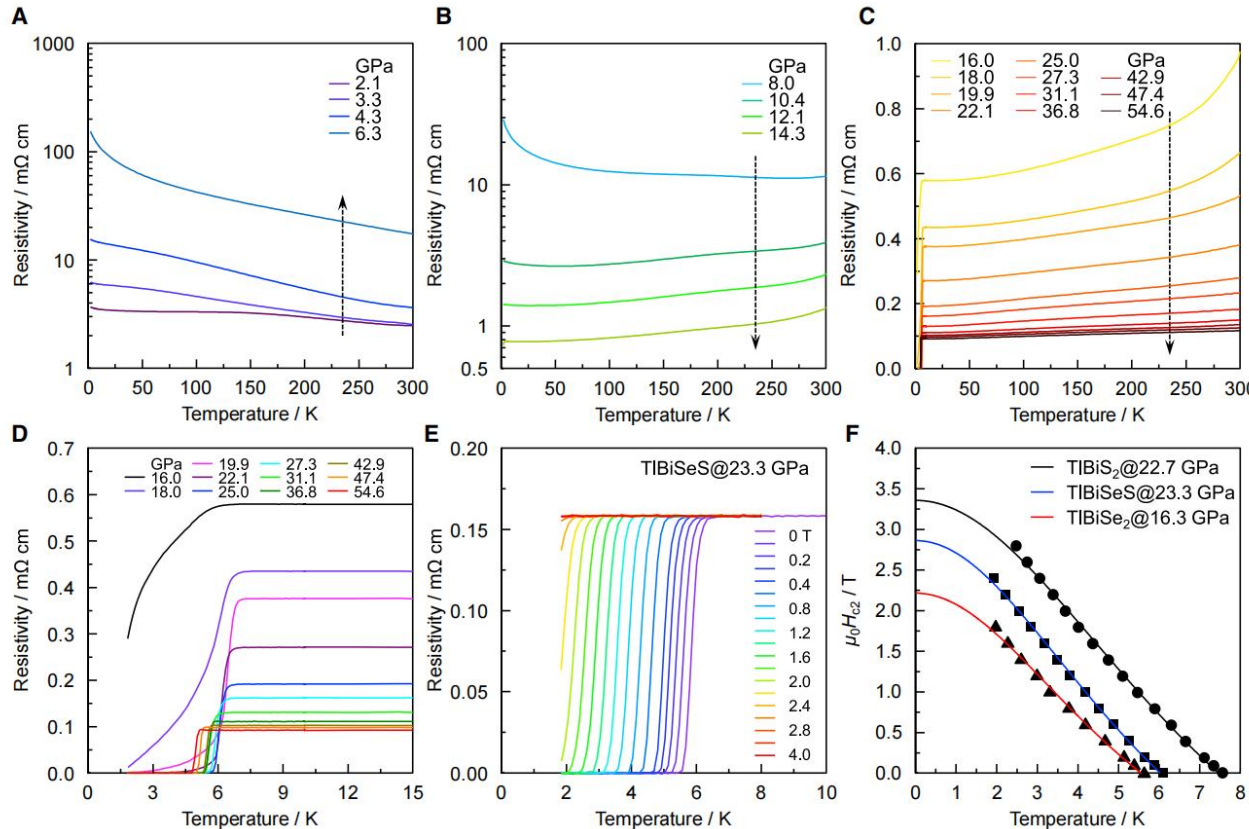 A
1000
100
10
1
Resistivity / mΩ cm
GPa
2.1
3.3
4.3
6.3
0 50 100 150 200 250 300
Temperature / K
B
100
10
1
0.5
Resistivity / mΩ cm
GPa
8.0
10.4
12.1
14.3
0 50 100 150 200 250 300
Temperature / K
C
1.0
0.8
0.6
0.4
0.2
0.0
Resistivity / mΩ cm
GPa
16.0 25.0 42.9
18.0 27.3 47.4
19.9 31.1 54.6
22.1 36.8
0 50 100 150 200 250 300
Temperature / K
D
0.7
0.6
0.5
0.4
0.3
0.2
0.1
0.0
Resistivity / mΩ cm
GPa 19.9 27.3 42.9
16.0 22.1 31.1 47.4
18.0 25.0 36.8 54.6
0 3 6 9 12 15
Temperature / K
E
0.20
0.15
0.10
0.05
0.00
Resistivity / mΩ cm
TlBiSeS@23.3 GPa
0 T
0.2
0.4
0.8
1.2
1.6
2.0
2.4
2.8
4.0
2 4 6 8 10
Temperature / K
F
4.0
3.5
3.0
2.5
2.0
1.5
1.0
0.5
0.0
μ₀Hc2 / T
TlBiS₂@22.7 GPa
TlBiSeS@23.3 GPa
TlBiSe₂@16.3 GPa
0 1 2 3 4 5 6 7 8
Temperature / K